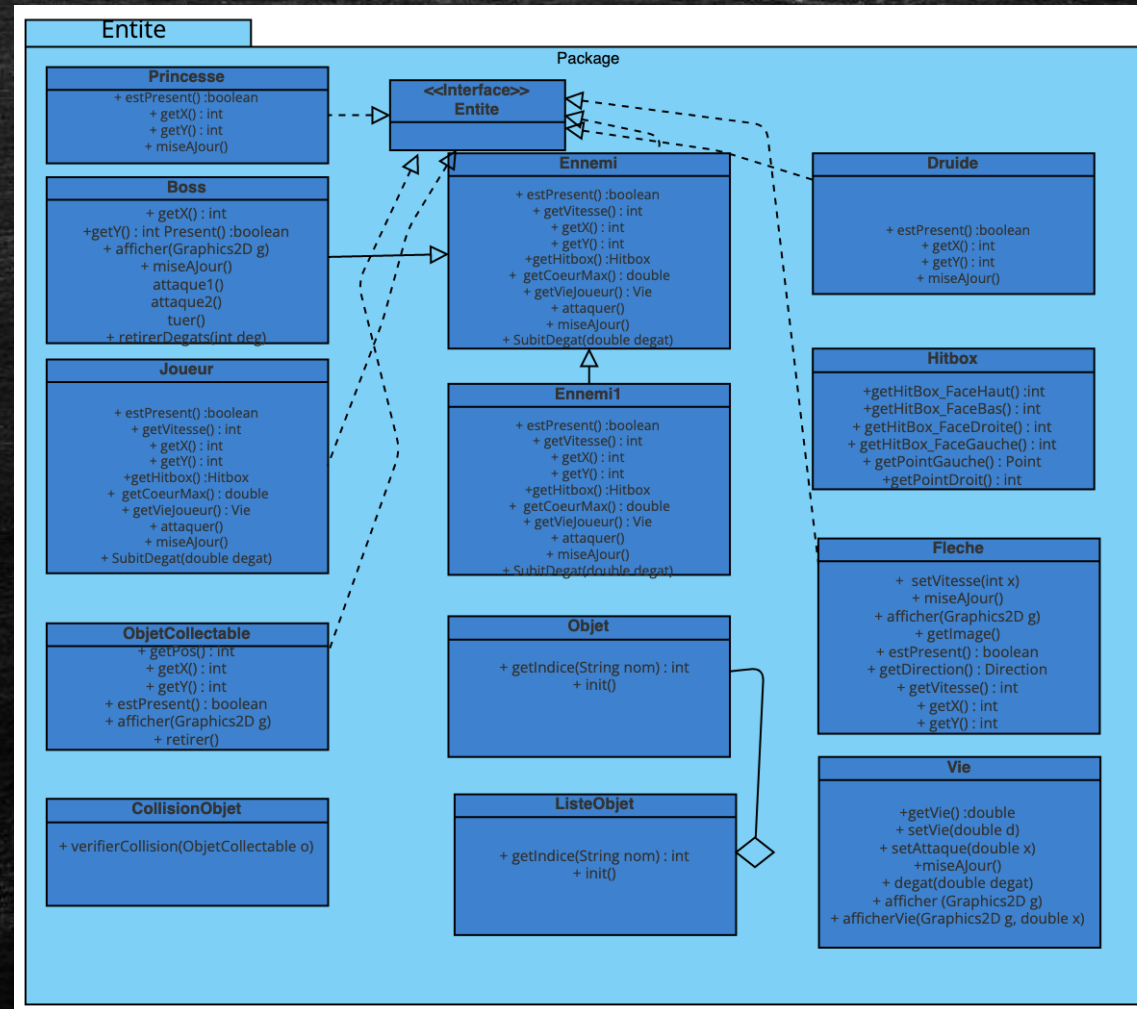 Entite
Package
Princesse
+ estPresent() :boolean
+ getX() : int
+ getY() : int
+ miseAJour()
<<Interface>>
Entite
Boss
+ getX() : int
+getY() : int Present() :boolean
+ afficher(Graphics2D g)
+ miseAJour()
attaque1()
attaque2()
tuer()
+ retirerDegats(int deg)
Ennemi
+ estPresent() :boolean
+ getVitesse() : int
+ getX() : int
+ getY() : int
+getHitbox() :Hitbox
+ getCoeurMax() : double
+ getVieJoueur() : Vie
+ attaquer()
+ miseAJour()
+ SubitDegat(double degat)
Druide
+ estPresent() :boolean
+ getX() : int
+ getY() : int
+ miseAJour()
Joueur
+ estPresent() :boolean
+ getVitesse() : int
+ getX() : int
+ getY() : int
+getHitbox() :Hitbox
+ getCoeurMax() : double
+ getVieJoueur() : Vie
+ attaquer()
+ miseAJour()
+ SubitDegat(double degat)
Ennemi1
+ estPresent() :boolean
+ getVitesse() : int
+ getX() : int
+ getY() : int
+getHitbox() :Hitbox
+ getCoeurMax() : double
+ getVieJoueur() : Vie
+ attaquer()
+ miseAJour()
+ SubitDegat(double degat)
Hitbox
+getHitBox_FaceHaut() :int
+getHitBox_FaceBas() : int
+ getHitBox_FaceDroite() : int
+ getHitBox_FaceGauche() : int
+ getPointGauche() : Point
+getPointDroit() : int
ObjetCollectable
+ getPos() : int
+ getX() : int
+ getY() : int
+ estPresent() : boolean
+ afficher(Graphics2D g)
+ retirer()
Objet
+ getIndice(String nom) : int
+ init()
Fleche
+ setVitesse(int x)
+ miseAJour()
+ afficher(Graphics2D g)
+ getImage()
+ estPresent() : boolean
+ getDirection() : Direction
+ getVitesse() : int
+ getX() : int
+ getY() : int
CollisionObjet
+ verifierCollision(ObjetCollectable o)
ListeObjet
+ getIndice(String nom) : int
+ init()
Vie
+getVie() :double
+ setVie(double d)
+ setAttaque(double x)
+miseAJour()
+ degat(double degat)
+ afficher (Graphics2D g)
+ afficherVie(Graphics2D g, double x)